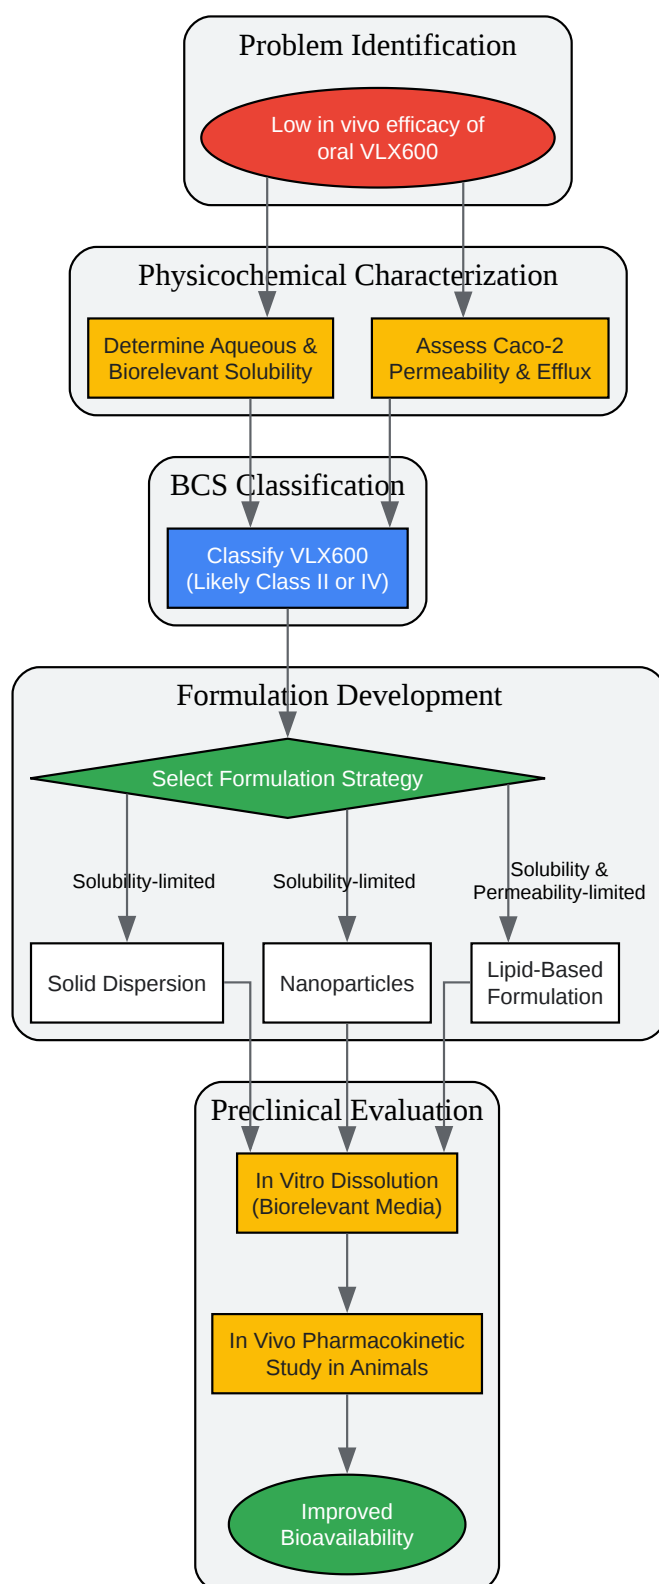 Problem Identification
Low in vivo efficacy of
oral VLX600
Physicochemical Characterization
Determine Aqueous &
Biorelevant Solubility
Assess Caco-2
Permeability & Efflux
BCS Classification
Classify VLX600
(Likely Class II or IV)
Formulation Development
Select Formulation Strategy
Solubility-limited
Solubility-limited
Solubility &
Permeability-limited
Solid Dispersion
Nanoparticles
Lipid-Based
Formulation
Preclinical Evaluation
In Vitro Dissolution
(Biorelevant Media)
In Vivo Pharmacokinetic
Study in Animals
Improved
Bioavailability